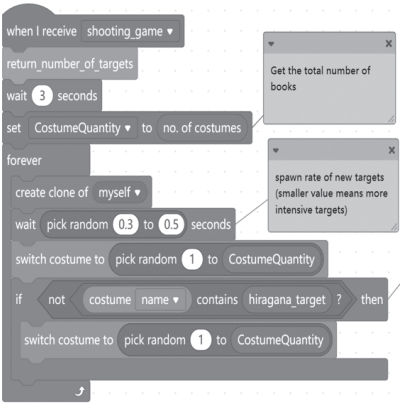 when I receive shooting_game
return_number_of_targets
wait 3 seconds
set CostumeQuantity to no. of costumes
Get the total number of
books
forever
create clone of myself
wait pick random 0.3 to 0.5 seconds
spawn rate of new targets
(smaller value means more
intensive targets)
switch costume to pick random 1 to CostumeQuantity
if not costume name contains hiragana_target ? then
switch costume to pick random 1 to CostumeQuantity